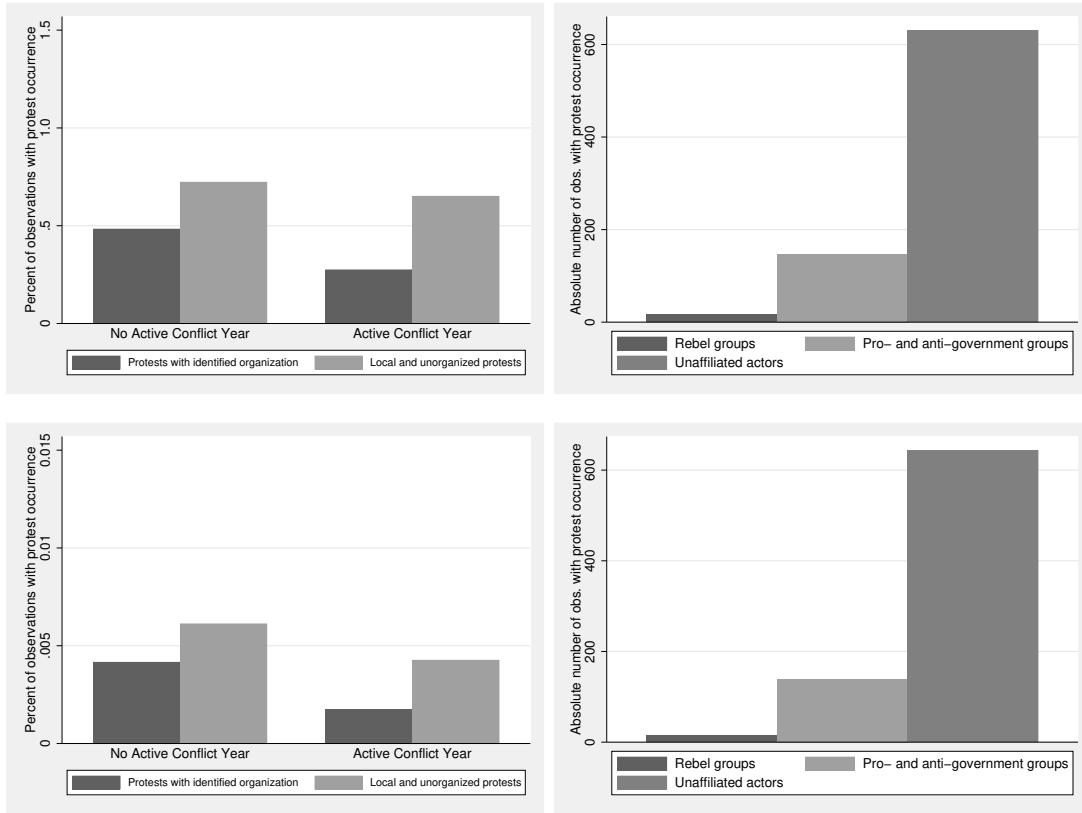 Percent of observations with protest occurrence
1.5
1.0
.5
0
No Active Conflict Year
Active Conflict Year
Protests with identified organization
Local and unorganized protests
Absolute number of obs. with protest occurrence
600
400
200
0
Rebel groups
Pro- and anti-government groups
Unaffiliated actors
Percent of observations with protest occurrence
0.015
0.01
.005
0
No Active Conflict Year
Active Conflict Year
Protests with identified organization
Local and unorganized protests
Absolute number of obs. with protest occurrence
600
400
200
0
Rebel groups
Pro- and anti-government groups
Unaffiliated actors